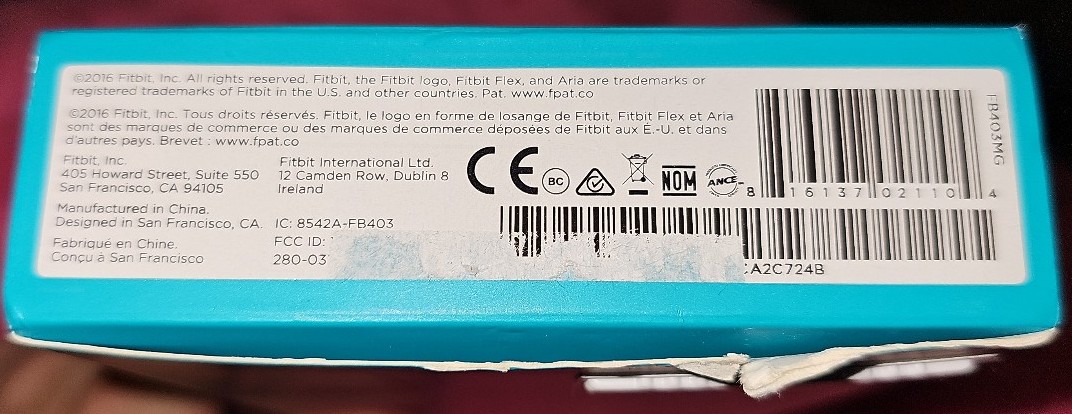 ©2016 Fitbit, Inc. All rights reserved. Fitbit, the Fitbit logo, Fitbit Flex, and Aria are trademarks or
registered trademarks of Fitbit in the U.S. and other countries. Pat. www.fpat.co
©2016 Fitbit, Inc. Tous droits réservés. Fitbit, le logo en forme de losange de Fitbit, Fitbit Flex et Aria
sont des marques de commerce ou des marques de commerce déposées de Fitbit aux É.-U. et dans
d'autres pays. Brevet : www.fpat.co
Fitbit, Inc.
405 Howard Street, Suite 550
San Francisco, CA 94105
Fitbit International Ltd.
12 Camden Row, Dublin 8
Ireland
Manufactured in China.
Designed in San Francisco, CA.
IC: 8542A-FB403
Fabriqué en Chine.
Conçu à San Francisco
FCC ID:
280-03
CE
BC
NOM
ANCE
8 16137 02110 4
FB403MG
CA2C724B